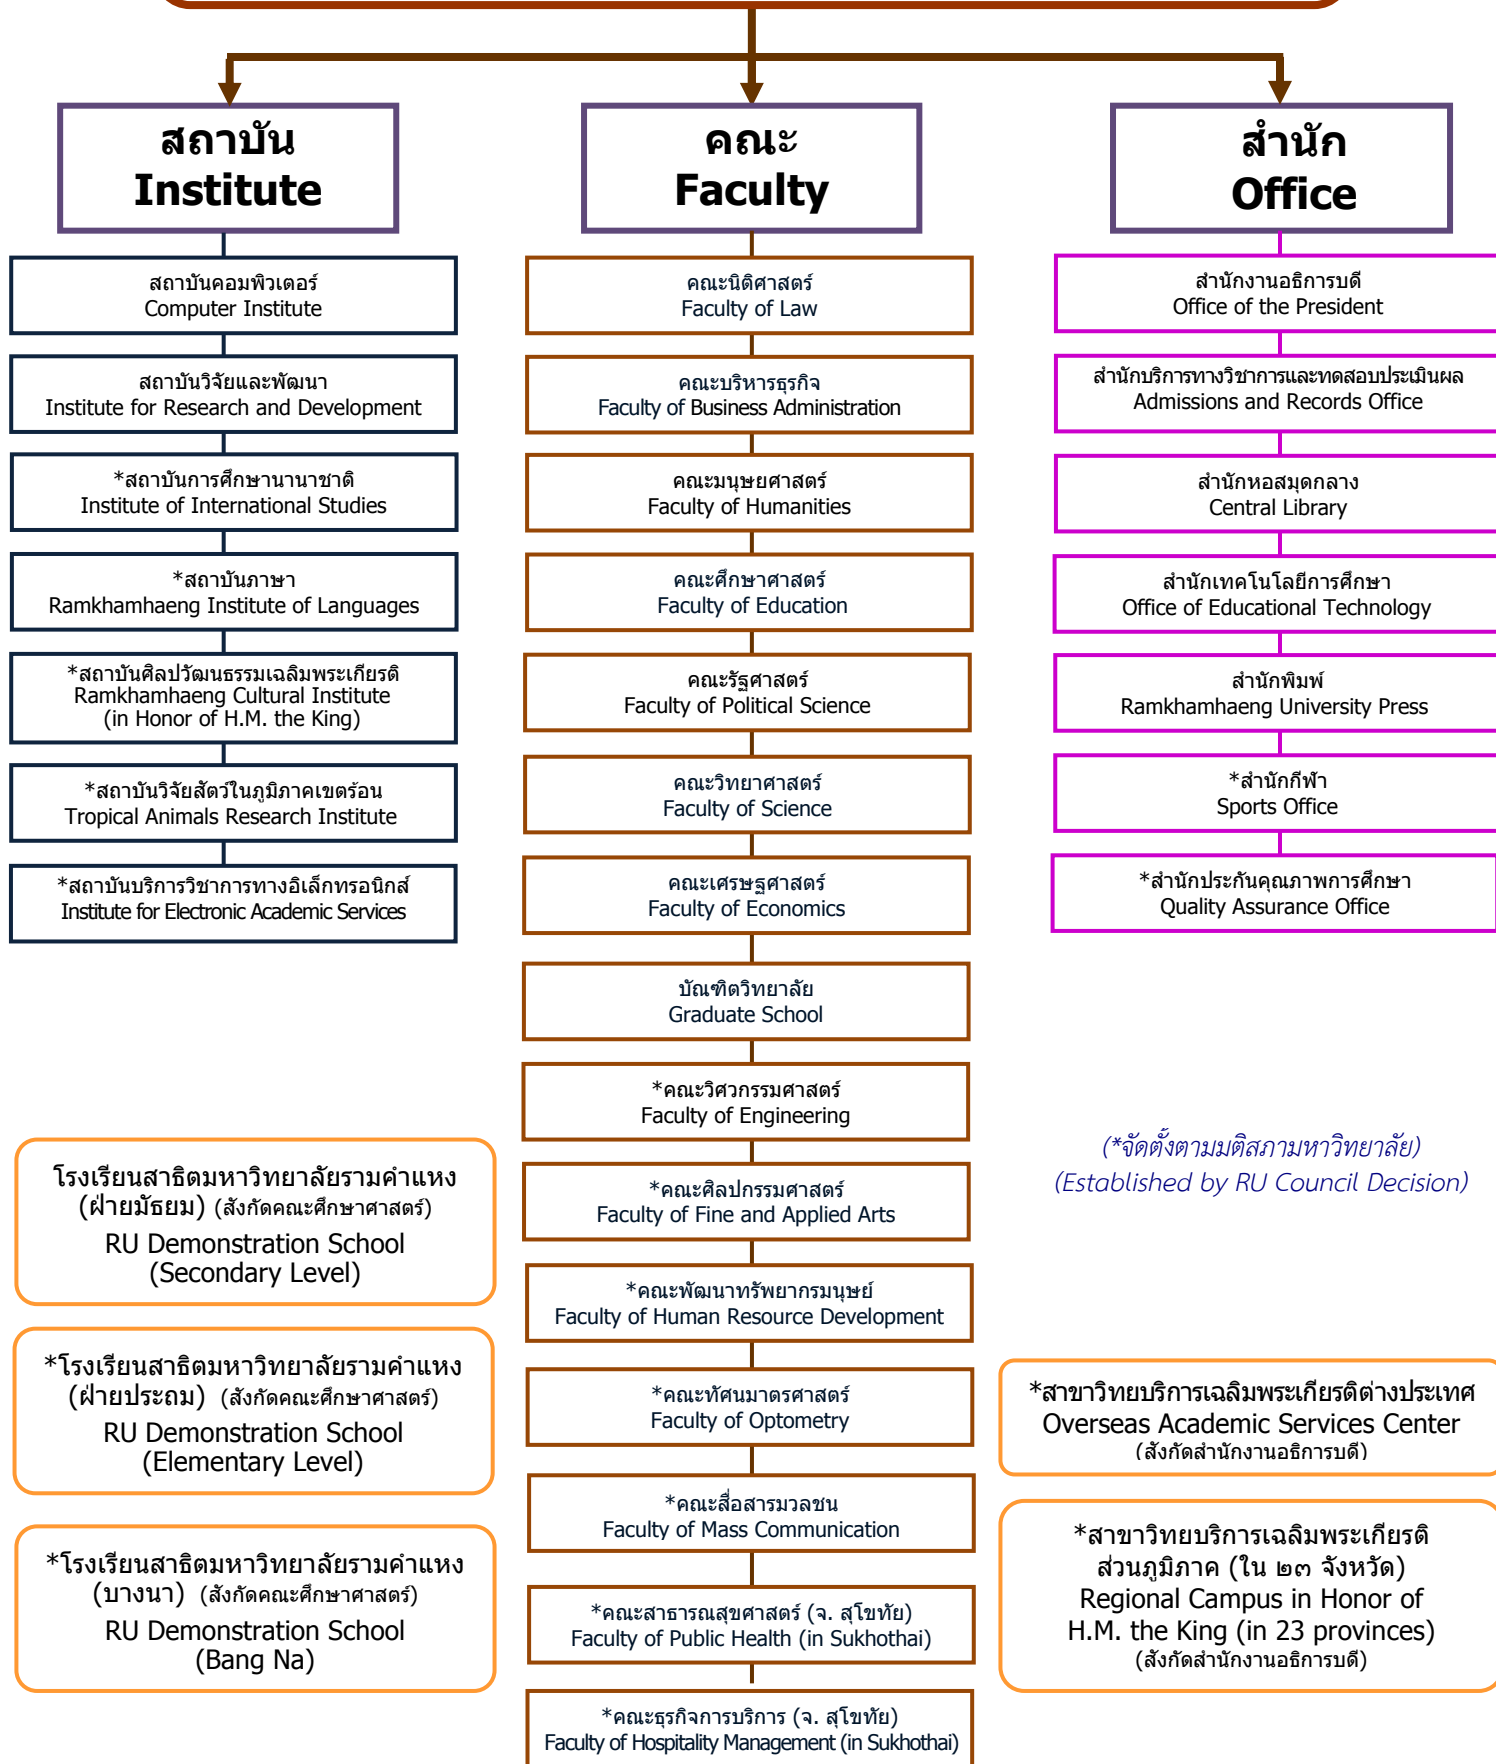 สถาบัน
Institute
สถาบันคอมพิวเตอร์
Computer Institute
สถาบันวิจัยและพัฒนา
Institute for Research and Development
*สถาบันการศึกษานานาชาติ
Institute of International Studies
*สถาบันภาษา
Ramkhamhaeng Institute of Languages
*สถาบันศิลปวัฒนธรรมเฉลิมพระเกียรติ
Ramkhamhaeng Cultural Institute
(in Honor of H.M. the King)
*สถาบันวิจัยสัตว์ในภูมิภาคเขตร้อน
Tropical Animals Research Institute
*สถาบันบริการวิชาการทางอิเล็กทรอนิกส์
Institute for Electronic Academic Services
โรงเรียนสาธิตมหาวิทยาลัยรามคำแหง
(ฝ่ายมัธยม) (สังกัดคณะศึกษาศาสตร์)
RU Demonstration School
(Secondary Level)
*โรงเรียนสาธิตมหาวิทยาลัยรามคำแหง
(ฝ่ายประถม) (สังกัดคณะศึกษาศาสตร์)
RU Demonstration School
(Elementary Level)
*โรงเรียนสาธิตมหาวิทยาลัยรามคำแหง
(บางนา) (สังกัดคณะศึกษาศาสตร์)
RU Demonstration School
(Bang Na)
คณะ
Faculty
คณะนิติศาสตร์
Faculty of Law
คณะบริหารธุรกิจ
Faculty of Business Administration
คณะมนุษยศาสตร์
Faculty of Humanities
คณะศึกษาศาสตร์
Faculty of Education
คณะรัฐศาสตร์
Faculty of Political Science
คณะวิทยาศาสตร์
Faculty of Science
คณะเศรษฐศาสตร์
Faculty of Economics
บัณฑิตวิทยาลัย
Graduate School
*คณะวิศวกรรมศาสตร์
Faculty of Engineering
*คณะศิลปกรรมศาสตร์
Faculty of Fine and Applied Arts
*คณะพัฒนาทรัพยากรมนุษย์
Faculty of Human Resource Development
*คณะทัศนมาตรศาสตร์
Faculty of Optometry
*คณะสื่อสารมวลชน
Faculty of Mass Communication
*คณะสาธารณสุขศาสตร์ (จ. สุโขทัย)
Faculty of Public Health (in Sukhothai)
*คณะธุรกิจการบริการ (จ. สุโขทัย)
Faculty of Hospitality Management (in Sukhothai)
สำนัก
Office
สำนักงานอธิการบดี
Office of the President
สำนักบริการทางวิชาการและทดสอบประเมินผล
Admissions and Records Office
สำนักหอสมุดกลาง
Central Library
สำนักเทคโนโลยีการศึกษา
Office of Educational Technology
สำนักพิมพ์
Ramkhamhaeng University Press
*สำนักกีฬา
Sports Office
*สำนักประกันคุณภาพการศึกษา
Quality Assurance Office
(*จัดตั้งตามมติสภามหาวิทยาลัย)
(Established by RU Council Decision)
*สาขาวิทยบริการเฉลิมพระเกียรติต่างประเทศ
Overseas Academic Services Center
(สังกัดสำนักงานอธิการบดี)
*สาขาวิทยบริการเฉลิมพระเกียรติ
ส่วนภูมิภาค (ใน ๒๓ จังหวัด)
Regional Campus in Honor of
H.M. the King (in 23 provinces)
(สังกัดสำนักงานอธิการบดี)